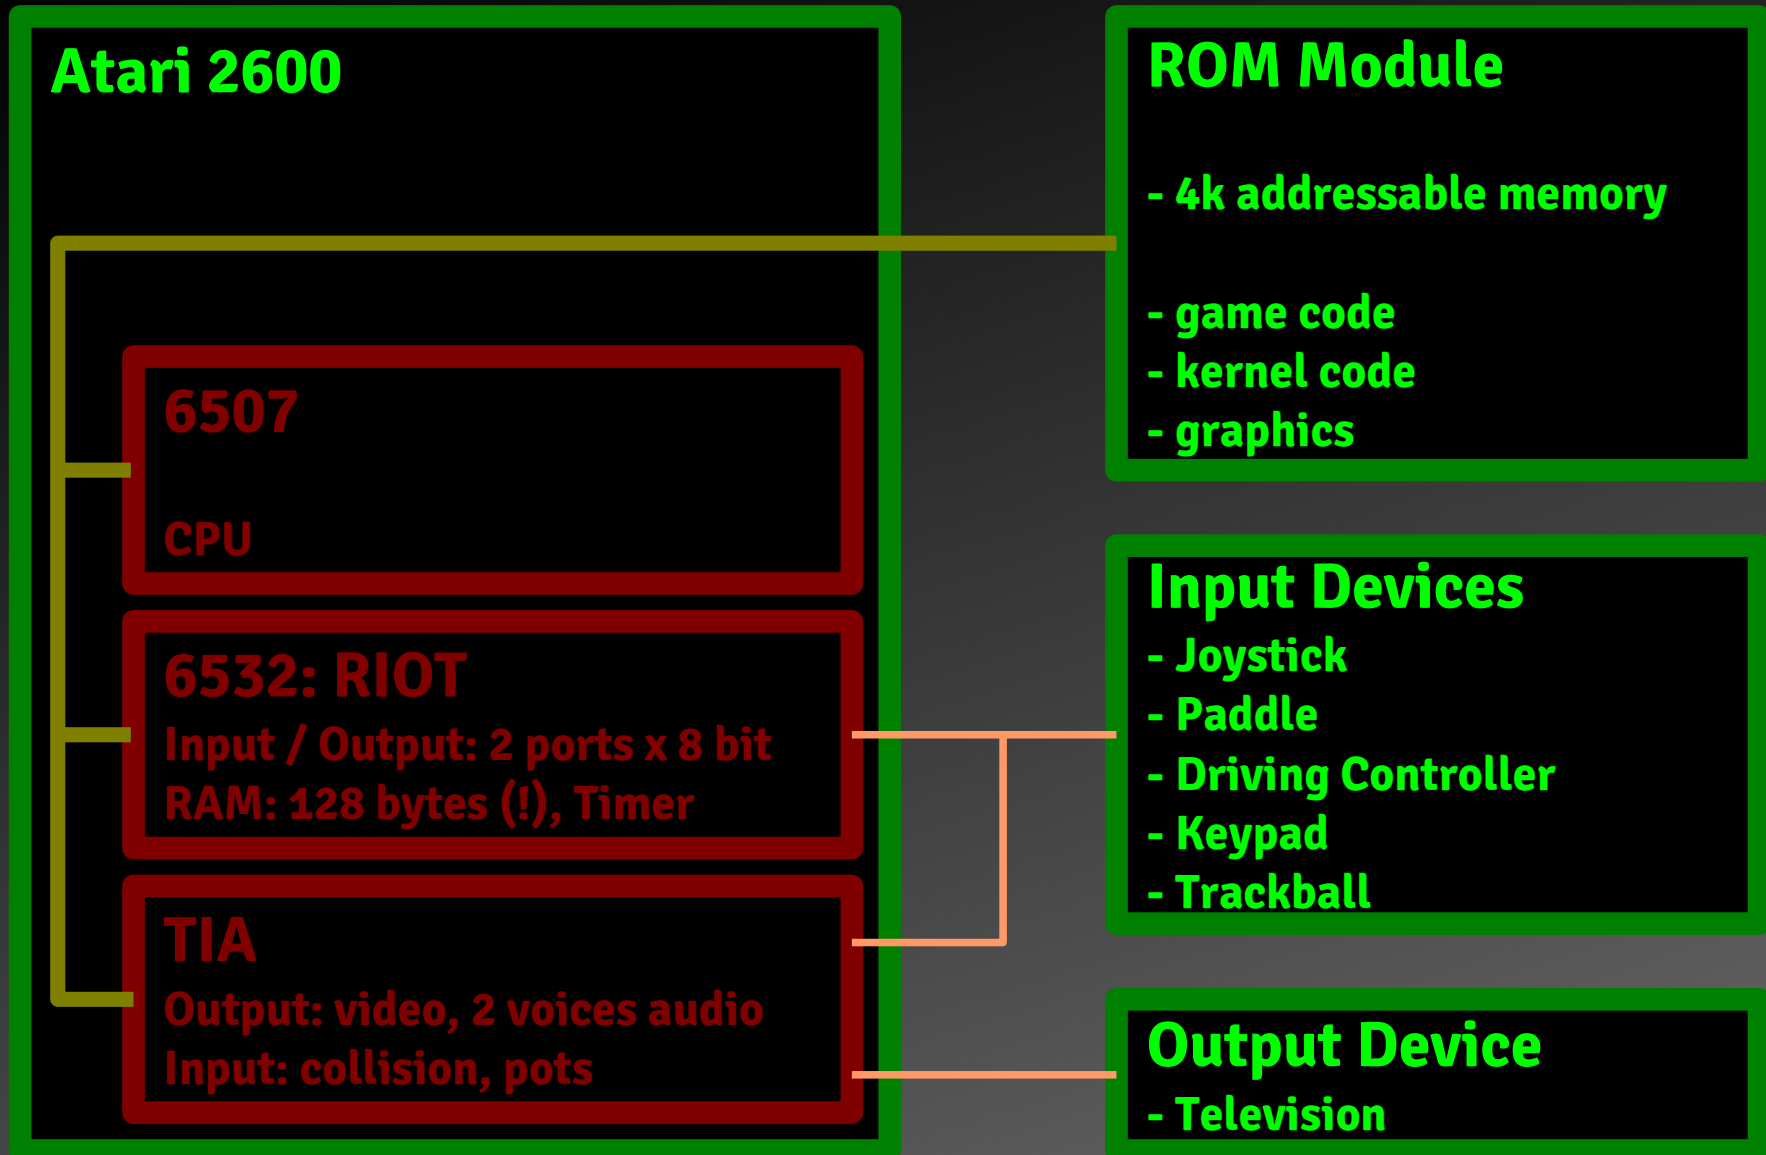 Atari 2600
6507
CPU
6532: RIOT
Input / Output: 2 ports x 8 bit
RAM: 128 bytes (!), Timer
TIA
Output: video, 2 voices audio
Input: collision, pots
ROM Module
- 4k addressable memory
- game code
- kernel code
- graphics
Input Devices
- Joystick
- Paddle
- Driving Controller
- Keypad
- Trackball
Output Device
- Television